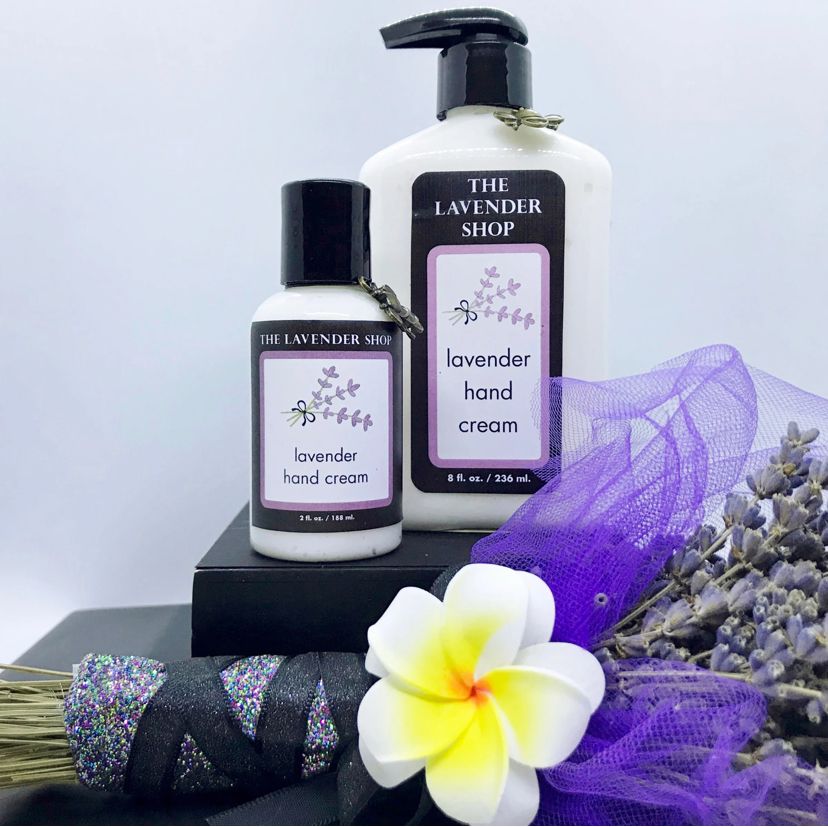 THE LAVENDER SHOP
lavender
hand cream
2 fl. oz. / 188 ml.
THE
LAVENDER
SHOP
lavender
hand
cream
8 fl. oz. / 236 ml.